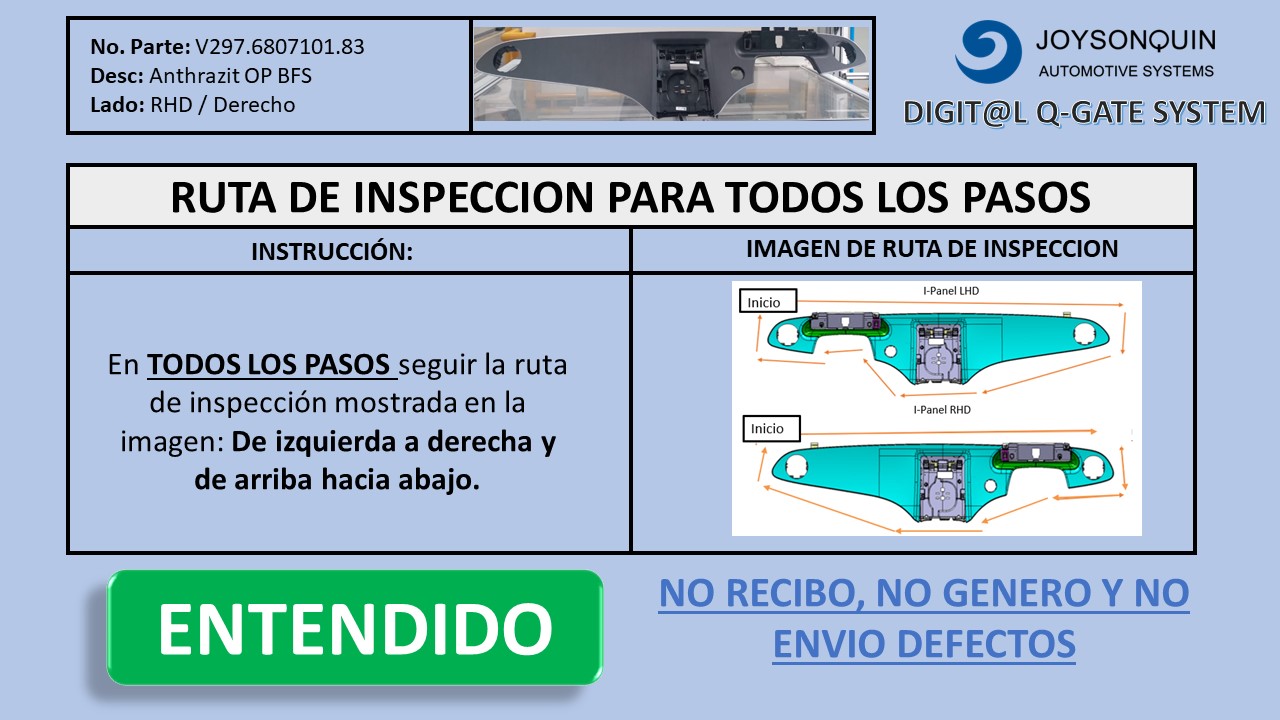 No. Parte: V297.6807101.83
Desc: Anthrazit OP BFS
Lado: RHD / Derecho
JOYSONQUIN
AUTOMOTIVE SYSTEMS
DIGIT@L Q-GATE SYSTEM
RUTA DE INSPECCION PARA TODOS LOS PASOS
INSTRUCCIÓN:
IMAGEN DE RUTA DE INSPECCION
En TODOS LOS PASOS seguir la ruta
de inspección mostrada en la
imagen: De izquierda a derecha y
de arriba hacia abajo.
I-Panel LHD
Inicio
I-Panel RHD
Inicio
ENTENDIDO
NO RECIBO, NO GENERO Y NO
ENVIO DEFECTOS